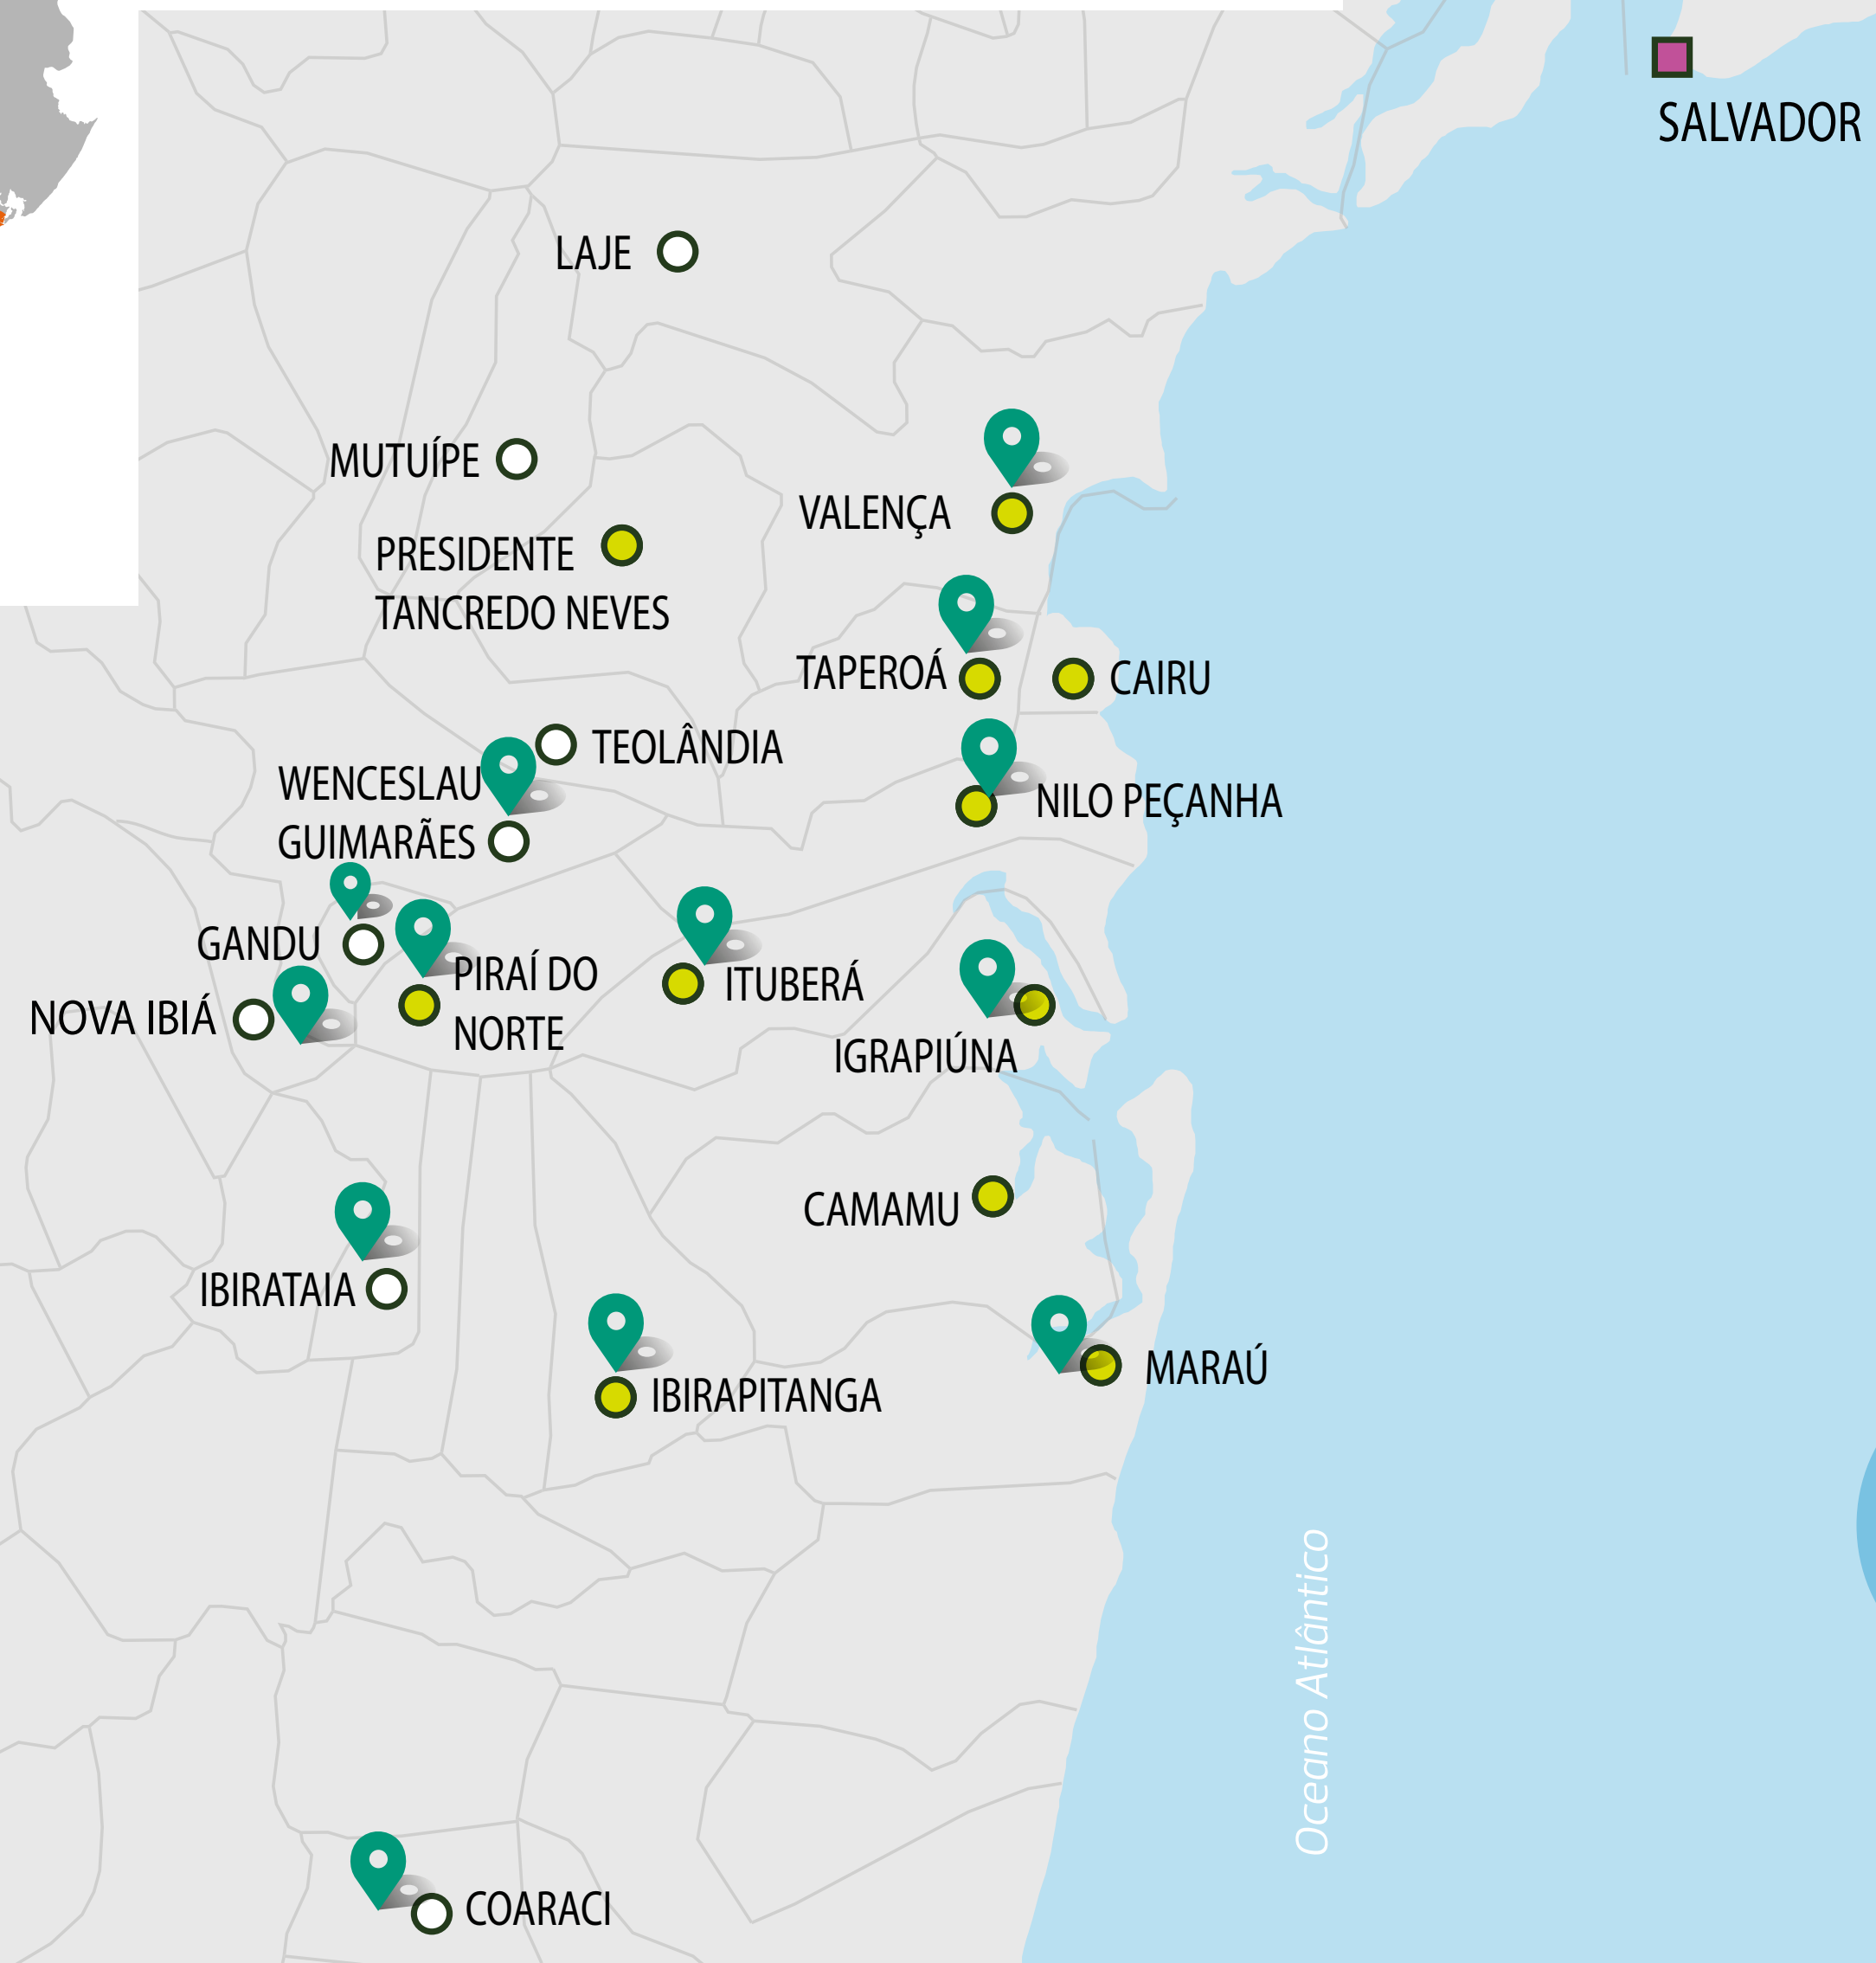 SALVADOR
LAJE
MUTUÍPE
VALENÇA
PRESIDENTE
TANCREDO NEVES
TAPEROÁ
CAIRU
TEOLÂNDIA
WENCESLAU
GUIMARÃES
NILO PEÇANHA
GANDU
PIRAÍ DO
NORTE
ITUBERÁ
NOVA IBIÁ
IGRAPIÚNA
CAMAMU
IBIRATAIA
MARAÚ
IBIRAPITANGA
Oceano Atlântico
COARACI